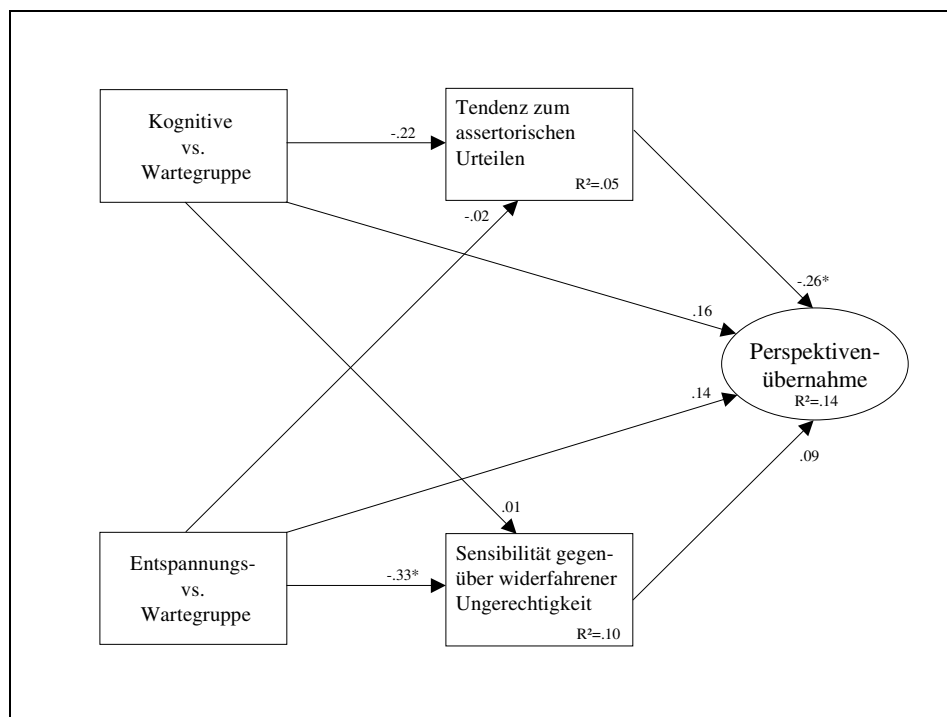 Kognitive
vs.
Wartegruppe
-.22
Tendenz zum
assertorischen
Urteilen
R²=.05
-.02
-.26*
.16
Perspektiven-
übernahme
R²=.14
.14
.09
.01
Entspannungs-
vs.
Wartegruppe
-.33*
Sensibilität gegen-
über widerfahrener
Ungerechtigkeit
R²=.10